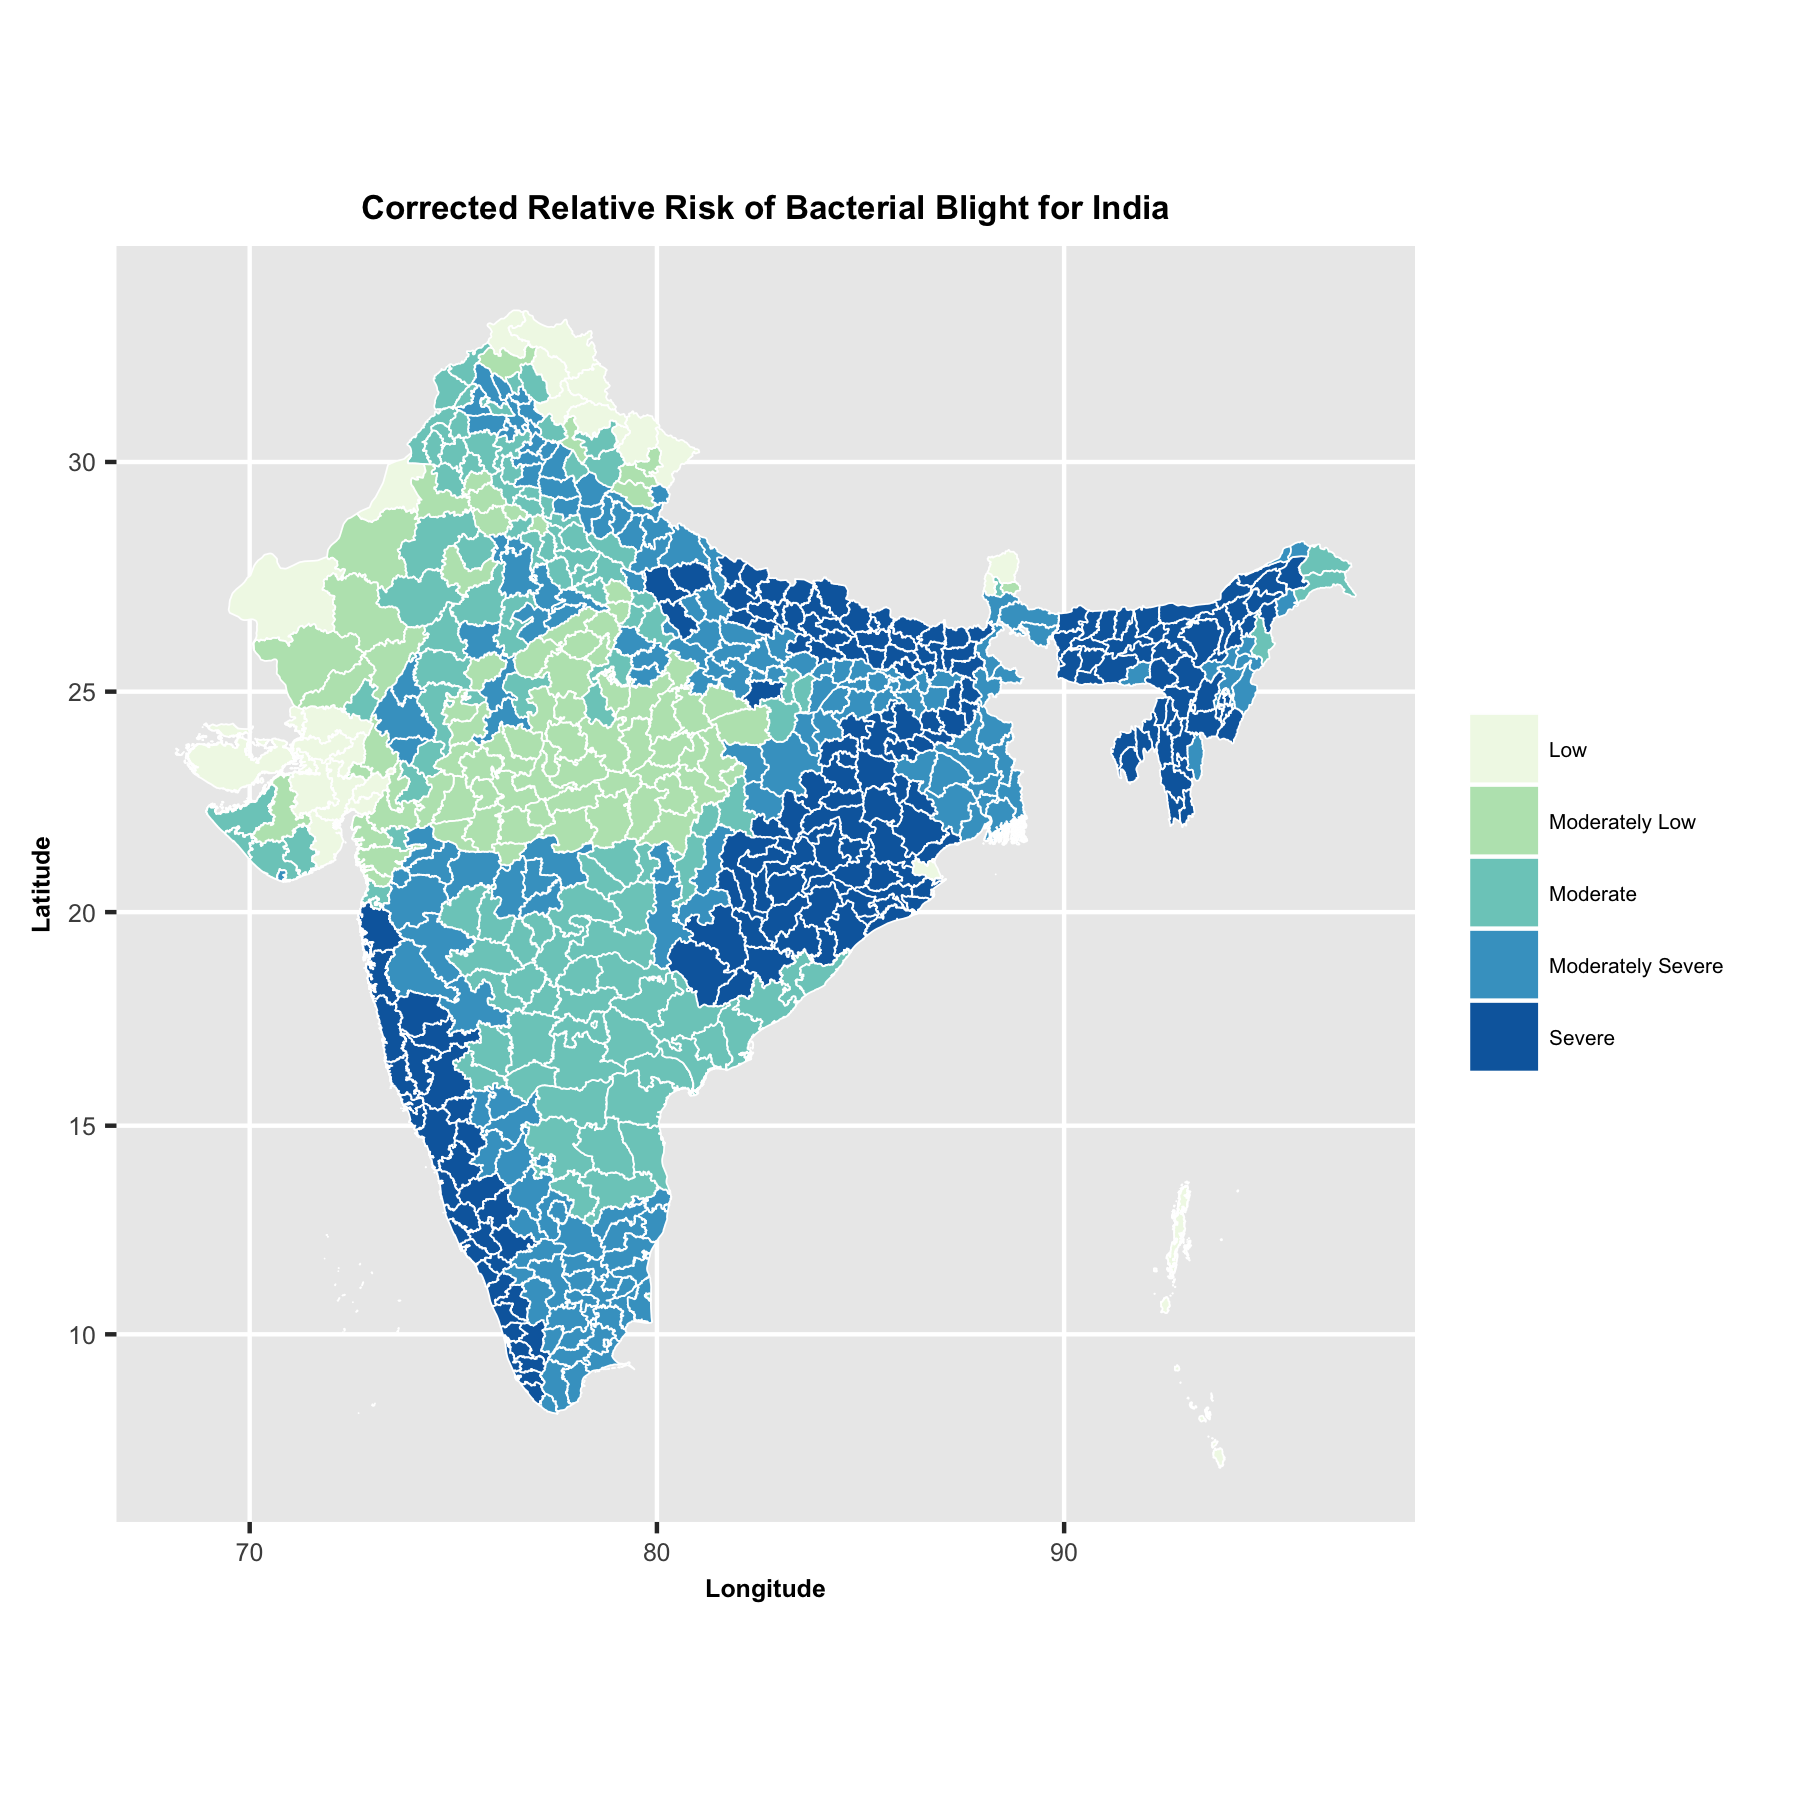 Corrected Relative Risk of Bacterial Blight for India
30
25
20
15
10
Latitude
70
80
90
Longitude
Low
Moderately Low
Moderate
Moderately Severe
Severe